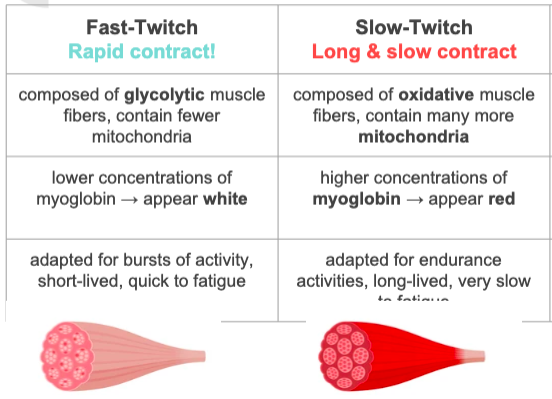 Fast-Twitch
Rapid contract!
Slow-Twitch
Long & slow contract
composed of glycolytic muscle
fibers, contain fewer
mitochondria
composed of oxidative muscle
fibers, contain many more
mitochondria
lower concentrations of
myoglobin → appear white
higher concentrations of
myoglobin → appear red
adapted for bursts of activity,
short-lived, quick to fatigue
adapted for endurance
activities, long-lived, very slow
to fatigue